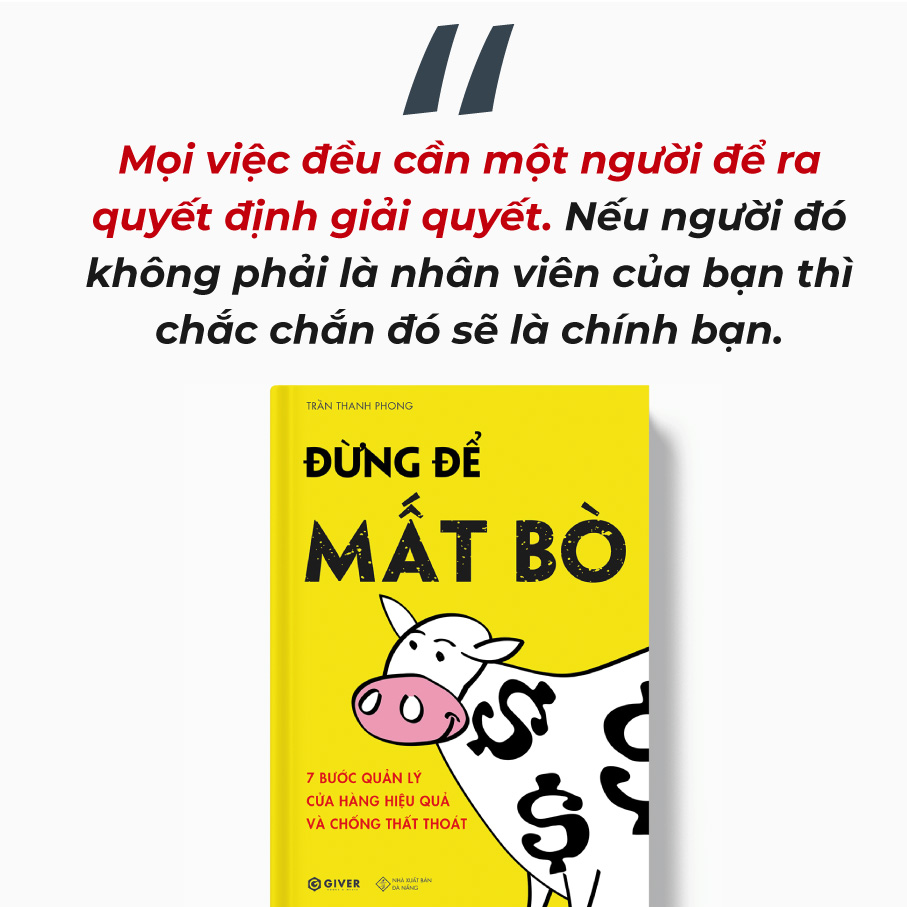 Mọi việc đều cần một người để ra
quyết định giải quyết. Nếu người đó
không phải là nhân viên của bạn thì
chắc chắn đó sẽ là chính bạn.
TRẦN THANH PHONG
ĐỪNG ĐỂ
MẤT BÒ
7 BƯỚC QUẢN LÝ
CỬA HÀNG HIỆU QUẢ
VÀ CHỐNG THẤT THOÁT
GIVER
NHÀ XUẤT BẢN
ĐÀ NẴNG